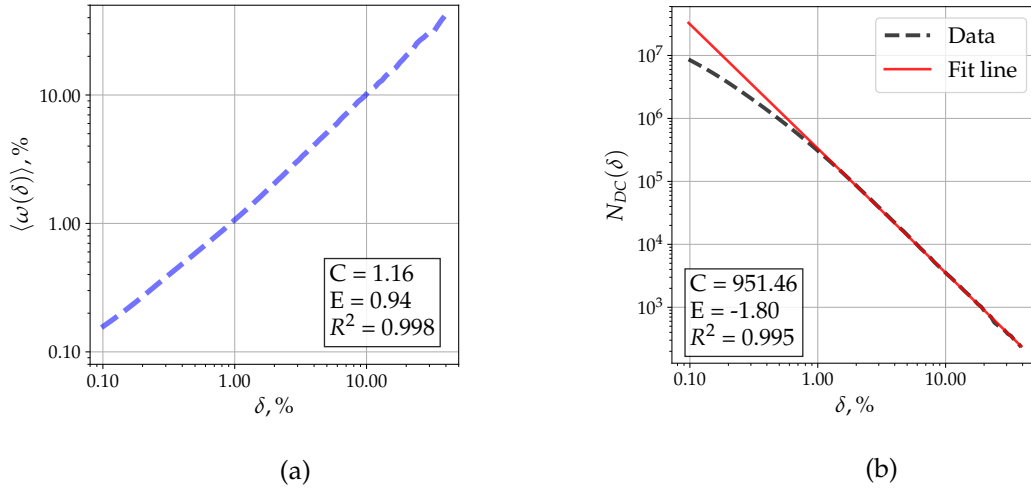 10.00
1.00
0.10
⟨ω(δ)⟩, %
0.10
1.00
10.00
δ, %
C = 1.16
E = 0.94
R² = 0.998
(a)
10⁷
10⁶
10⁵
10⁴
10³
N_DC(δ)
0.10
1.00
10.00
δ, %
Data
Fit line
C = 951.46
E = -1.80
R² = 0.995
(b)